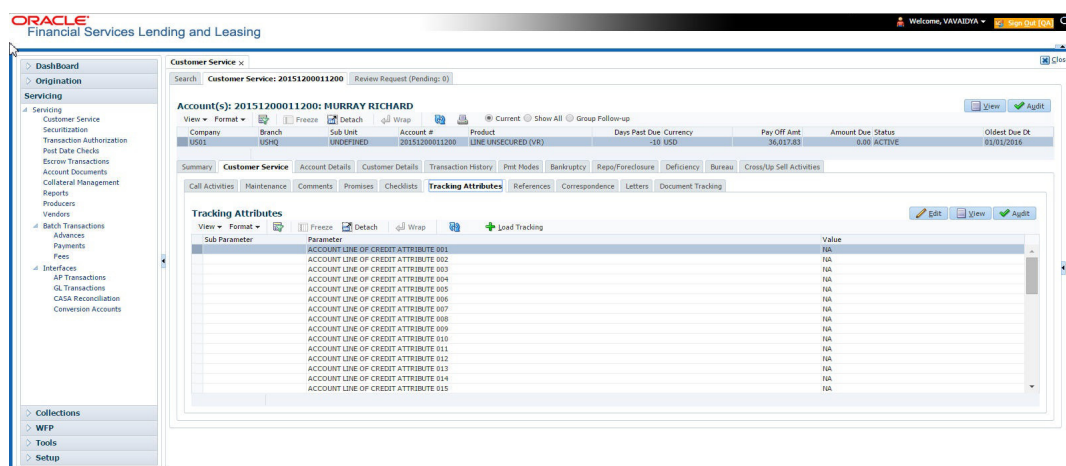 ORACLE
Financial Services Lending and Leasing
Welcome, VAVAIDYA
Sign Out [QA]
DashBoard
Origination
Servicing
Servicing
Customer Service
Securitization
Transaction Authorization
Post Date Checks
Escrow Transactions
Account Documents
Collateral Management
Reports
Producers
Vendors
Batch Transactions
Advances
Payments
Fees
Interfaces
AP Transactions
GL Transactions
CASA Reconciliation
Conversion Accounts
Collections
WFP
Tools
Setup
Customer Service x
Clos
Search Customer Service: 20151200011200 Review Request (Pending: 0)
Account(s): 20151200011200: MURRAY RICHARD
View Audit
View Format Freeze Detach Wrap Current Show All Group Follow-up
Company Branch Sub Unit Account # Product Days Past Due Currency Pay Off Amt Amount Due Status Oldest Due Dt
US01 USHQ UNDEFINED 20151200011200 LINE UNSECURED (VR) -10 USD 36,017.83 0.00 ACTIVE 01/01/2016
Summary Customer Service Account Details Customer Details Transaction History Pmt Modes Bankruptcy Repo/Foreclosure Deficiency Bureau Cross/Up Sell Activities
Call Activities Maintenance Comments Promises Checklists Tracking Attributes References Correspondence Letters Document Tracking
Tracking Attributes
Edit View Audit
View Format Freeze Detach Wrap Load Tracking
Sub Parameter Parameter Value
ACCOUNT LINE OF CREDIT ATTRIBUTE 001 NA
ACCOUNT LINE OF CREDIT ATTRIBUTE 002 NA
ACCOUNT LINE OF CREDIT ATTRIBUTE 003 NA
ACCOUNT LINE OF CREDIT ATTRIBUTE 004 NA
ACCOUNT LINE OF CREDIT ATTRIBUTE 005 NA
ACCOUNT LINE OF CREDIT ATTRIBUTE 006 NA
ACCOUNT LINE OF CREDIT ATTRIBUTE 007 NA
ACCOUNT LINE OF CREDIT ATTRIBUTE 008 NA
ACCOUNT LINE OF CREDIT ATTRIBUTE 009 NA
ACCOUNT LINE OF CREDIT ATTRIBUTE 010 NA
ACCOUNT LINE OF CREDIT ATTRIBUTE 011 NA
ACCOUNT LINE OF CREDIT ATTRIBUTE 012 NA
ACCOUNT LINE OF CREDIT ATTRIBUTE 013 NA
ACCOUNT LINE OF CREDIT ATTRIBUTE 014 NA
ACCOUNT LINE OF CREDIT ATTRIBUTE 015 NA